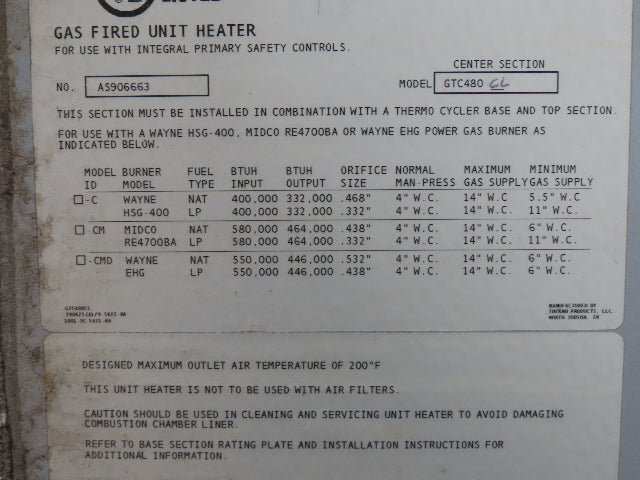 LISTED
GAS FIRED UNIT HEATER
FOR USE WITH INTEGRAL PRIMARY SAFETY CONTROLS.
CENTER SECTION
NO. AS906663 MODEL GTC480 CL
THIS SECTION MUST BE INSTALLED IN COMBINATION WITH A THERMO CYCLER BASE AND TOP SECTION.
FOR USE WITH A WAYNE HSG-400, MIDCO RE4700BA OR WAYNE EHG POWER GAS BURNER AS
INDICATED BELOW.
MODEL BURNER FUEL BTUH BTUH ORIFICE NORMAL MAXIMUM MINIMUM
ID MODEL TYPE INPUT OUTPUT SIZE MAN-PRESS GAS SUPPLY GAS SUPPLY
☐-C WAYNE NAT 400,000 332,000 .468" 4" W.C. 14" W.C 5.5" W.C
HSG-400 LP 400,000 332,000 .332" 4" W.C. 14" W.C. 11" W.C.
☐-CM MIDCO NAT 580,000 464,000 .438" 4" W.C. 14" W.C. 6" W.C.
RE4700BA LP 580,000 464,000 .332" 4" W.C. 14" W.C. 11" W.C.
☐-CMD WAYNE NAT 550,000 446,000 .532" 4" W.C. 14" W.C. 6" W.C.
EHG LP 550,000 446,000 .438" 4" W.C. 14" W.C. 6" W.C.
GTC480CL
MANUFACTURED BY
THERMO PRODUCTS, LLC.
NORTH JUDSON, IN
DESIGNED MAXIMUM OUTLET AIR TEMPERATURE OF 200°F
THIS UNIT HEATER IS NOT TO BE USED WITH AIR FILTERS.
CAUTION SHOULD BE USED IN CLEANING AND SERVICING UNIT HEATER TO AVOID DAMAGING
COMBUSTION CHAMBER LINER.
REFER TO BASE SECTION RATING PLATE AND INSTALLATION INSTRUCTIONS FOR
ADDITIONAL INFORMATION.